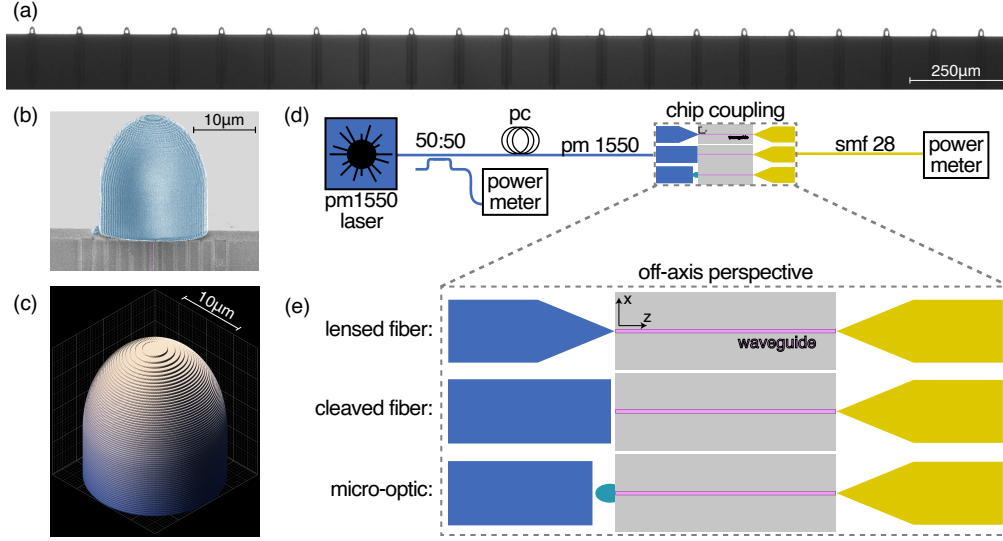 (a)
250μm
(b)
10μm
(c)
10μm
(d)
pm1550
laser
50:50
power
meter
pc
pm 1550
chip coupling
smf 28
power
meter
off-axis perspective
(e)
lensed fiber:
x
z
waveguide
cleaved fiber:
micro-optic: